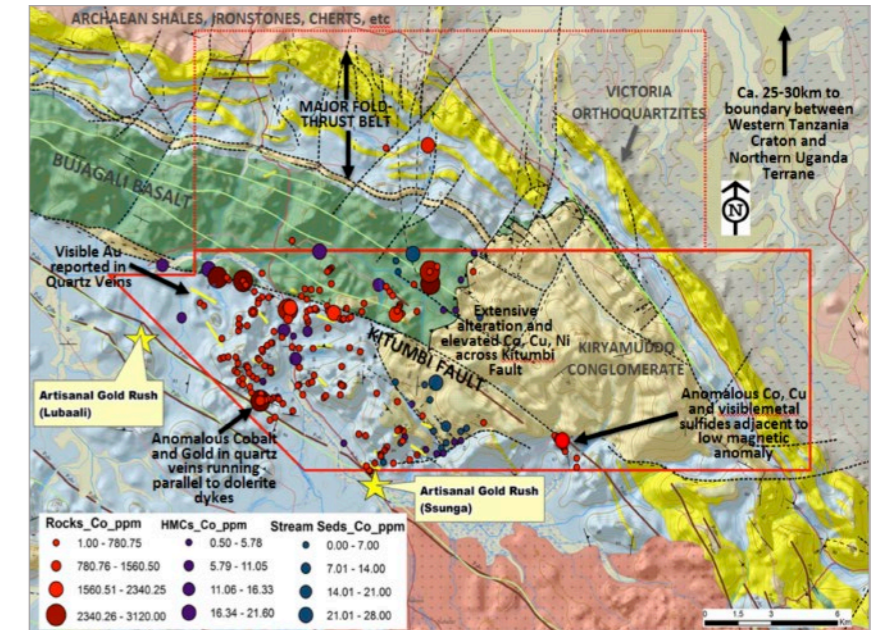 ARCHAEAN SHALES, IRONSTONES, CHERTS, etc
MAJOR FOLD-
THRUST BELT
VICTORIA
ORTHOQUARTZITES
Ca. 25-30km to
boundary between
Western Tanzania
Craton and
Northern Uganda
Terrane
N
BUJAGALI BASALT
Visible Au
reported in
Quartz Veins
Extensive
alteration and
elevated Co, Cu, Ni
across Kitumbi
Fault
KITUMBI FAULT
KIRYAMUDDO
CONGLOMERATE
Artisanal Gold Rush
(Lubaali)
Anomalous Co, Cu
and visiblemetal
sulfides adjacent to
low magnetic
anomaly
Anomalous Cobalt
and Gold in quartz
veins running
parallel to dolerite
dykes
Artisanal Gold Rush
(Ssunga)
Rocks_Co_ppm HMCs_Co_ppm Stream Seds_Co_ppm
1.00 - 780.75 0.50 - 5.78 0.00 - 7.00
780.76 - 1560.50 5.79 - 11.05 7.01 - 14.00
1560.51 - 2340.25 11.06 - 16.33 14.01 - 21.00
2340.26 - 3120.00 16.34 - 21.60 21.01 - 28.00
0 1.5 3 6
Km